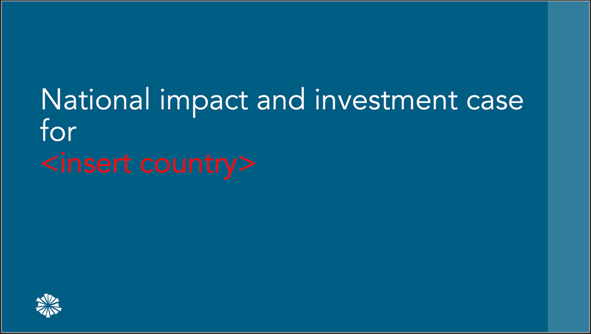 National impact and investment case
for
<insert country>